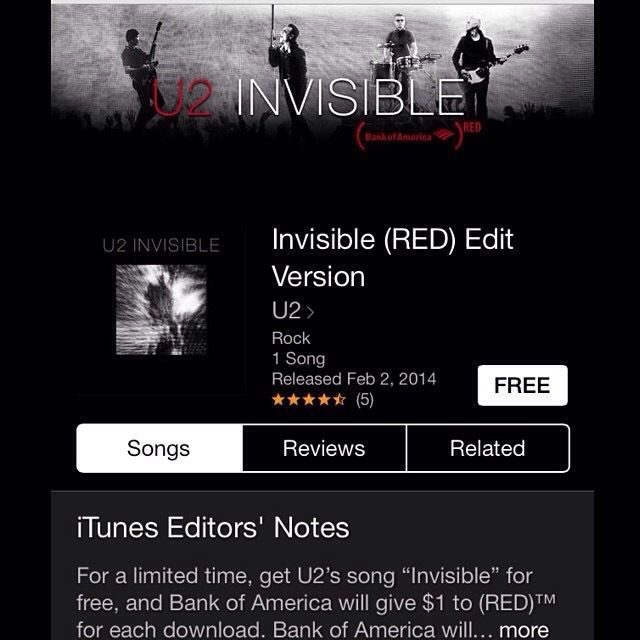 U2 INVISIBLE
(Bank of America)RED
U2 INVISIBLE
Invisible (RED) Edit
Version
U2 >
Rock
1 Song
Released Feb 2, 2014
(5)
FREE
Songs
Reviews
Related
iTunes Editors' Notes
For a limited time, get U2’s song “Invisible” for
free, and Bank of America will give $1 to (RED)™
for each download. Bank of America will... more